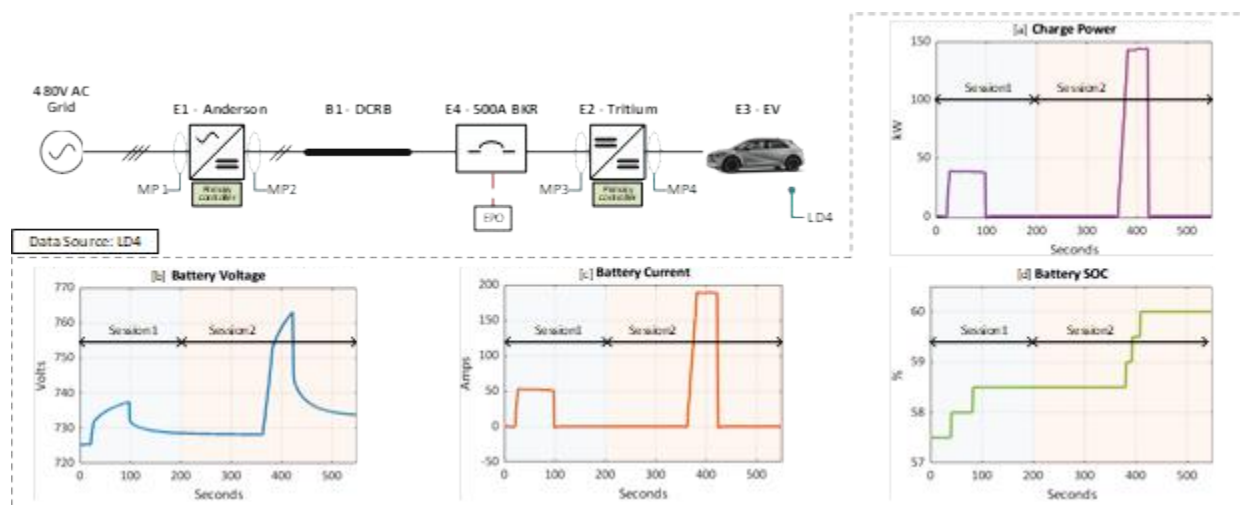 480V AC
Grid
E1 - Anderson
B1 - DCRB
E4 - 500A BKR
E2 - Tritium
E3 - EV
MP1
MP2
MP3
MP4
Primary
controller
Primary
controller
EPO
LD4
Data Source: LD4
[a] Charge Power
150
100
50
0
kW
Session1
Session2
0
100
200
300
400
500
Seconds
[b] Battery Voltage
770
760
750
740
730
720
Volts
Session1
Session2
0
100
200
300
400
500
Seconds
[c] Battery Current
200
150
100
50
0
-50
Amps
Session1
Session2
0
100
200
300
400
500
Seconds
[d] Battery SOC
60
59
58
57
%
Session1
Session2
0
100
200
300
400
500
Seconds